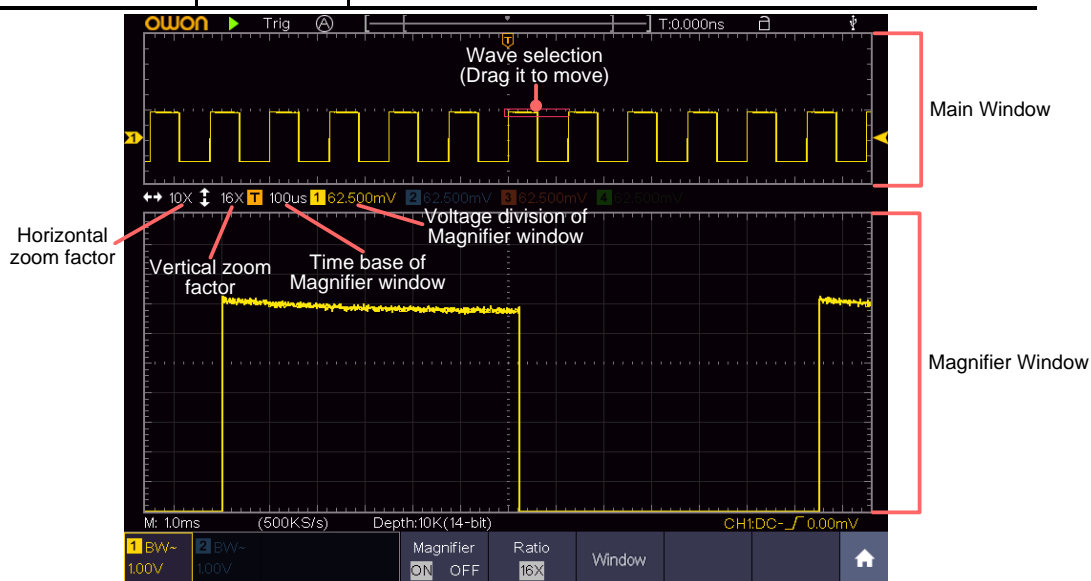 owon Trig A T:0.000ns
T
Wave selection
(Drag it to move)
Main Window
1
10X 16X T 100us 1 62.500mV 2 62.500mV 3 62.500mV 4 62.500mV
Voltage division of
Magnifier window
Horizontal
zoom factor
Vertical zoom
factor
Time base of
Magnifier window
Magnifier Window
M: 1.0ms (500KS/s) Depth:10K(14-bit) CH1:DC- 0.00mV
1 BW~ 2 BW~ Magnifier Ratio Window
1.00V 1.00V ON OFF 16X